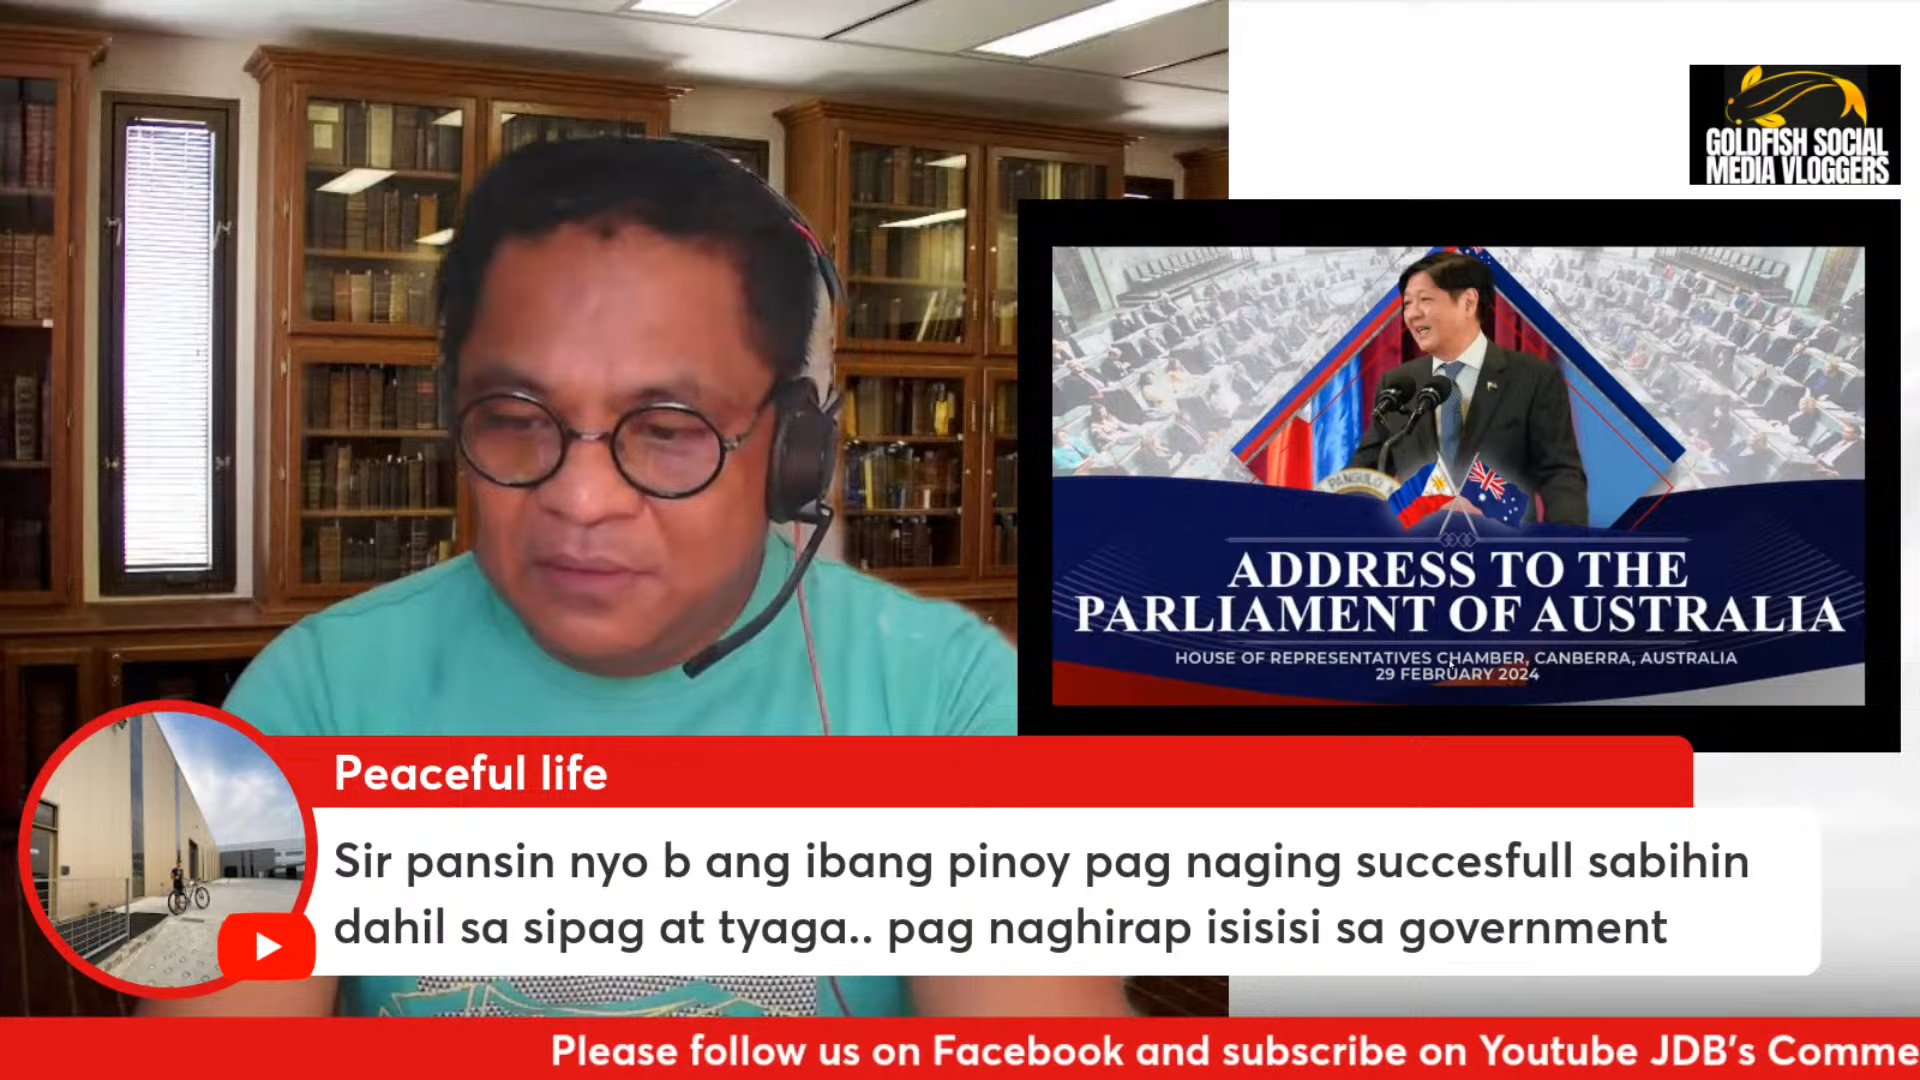 GOLDFISH SOCIAL
MEDIA VLOGGERS
ADDRESS TO THE
PARLIAMENT OF AUSTRALIA
HOUSE OF REPRESENTATIVES CHAMBER, CANBERRA, AUSTRALIA
29 FEBRUARY 2024
Peaceful life
Sir pansin nyo b ang ibang pinoy pag naging succesfull sabihin
dahil sa sipag at tyaga.. pag naghirap isisisi sa government
Please follow us on Facebook and subscribe on Youtube JDB's Comme